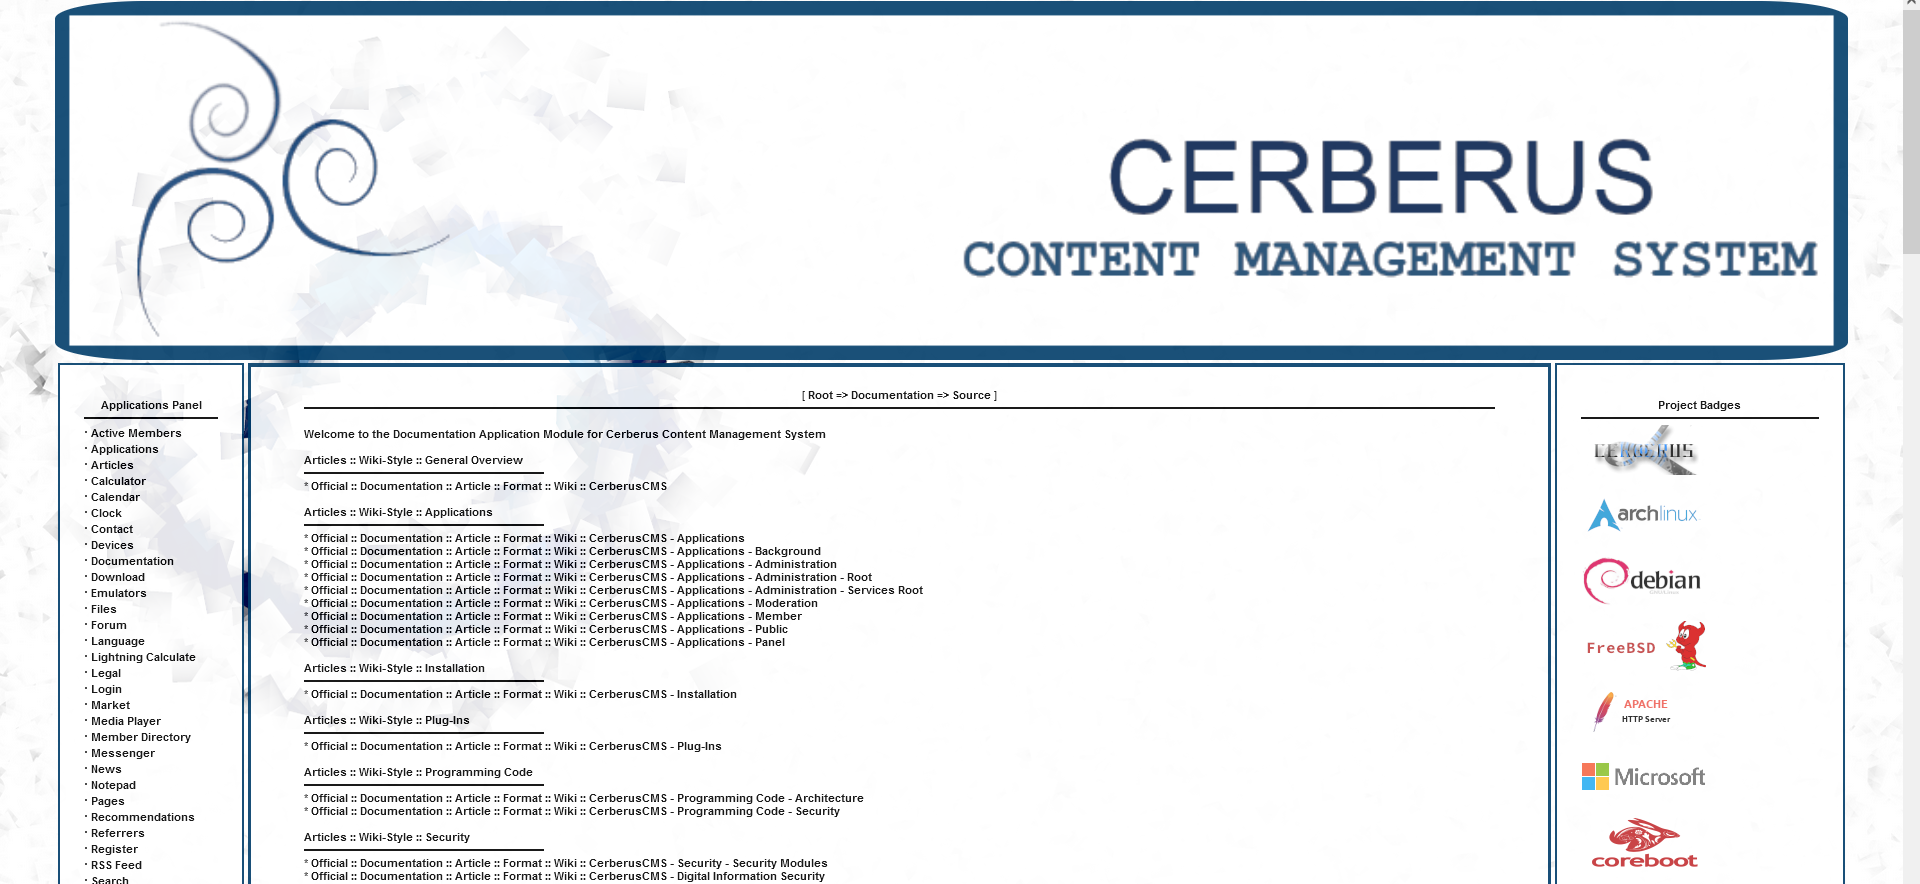 CERBERUS
CONTENT MANAGEMENT SYSTEM
Applications Panel
· Active Members
· Applications
· Articles
· Calculator
· Calendar
· Clock
· Contact
· Devices
· Documentation
· Download
· Emulators
· Files
· Forum
· Language
· Lightning Calculate
· Legal
· Login
· Market
· Media Player
· Member Directory
· Messenger
· News
· Notepad
· Pages
· Recommendations
· Referrers
· Register
· RSS Feed
· Search
[ Root => Documentation => Source ]
Welcome to the Documentation Application Module for Cerberus Content Management System
Articles :: Wiki-Style :: General Overview
* Official :: Documentation :: Article :: Format :: Wiki :: CerberusCMS
Articles :: Wiki-Style :: Applications
* Official :: Documentation :: Article :: Format :: Wiki :: CerberusCMS - Applications
* Official :: Documentation :: Article :: Format :: Wiki :: CerberusCMS - Applications - Background
* Official :: Documentation :: Article :: Format :: Wiki :: CerberusCMS - Applications - Administration
* Official :: Documentation :: Article :: Format :: Wiki :: CerberusCMS - Applications - Administration - Root
* Official :: Documentation :: Article :: Format :: Wiki :: CerberusCMS - Applications - Administration - Services Root
* Official :: Documentation :: Article :: Format :: Wiki :: CerberusCMS - Applications - Moderation
* Official :: Documentation :: Article :: Format :: Wiki :: CerberusCMS - Applications - Member
* Official :: Documentation :: Article :: Format :: Wiki :: CerberusCMS - Applications - Public
* Official :: Documentation :: Article :: Format :: Wiki :: CerberusCMS - Applications - Panel
Articles :: Wiki-Style :: Installation
* Official :: Documentation :: Article :: Format :: Wiki :: CerberusCMS - Installation
Articles :: Wiki-Style :: Plug-Ins
* Official :: Documentation :: Article :: Format :: Wiki :: CerberusCMS - Plug-Ins
Articles :: Wiki-Style :: Programming Code
* Official :: Documentation :: Article :: Format :: Wiki :: CerberusCMS - Programming Code - Architecture
* Official :: Documentation :: Article :: Format :: Wiki :: CerberusCMS - Programming Code - Security
Articles :: Wiki-Style :: Security
* Official :: Documentation :: Article :: Format :: Wiki :: CerberusCMS - Security - Security Modules
* Official :: Documentation :: Article :: Format :: Wiki :: CerberusCMS - Digital Information Security
Project Badges
CERBERUS
archlinux
debian
FreeBSD
APACHE
HTTP Server
Microsoft
coreboot